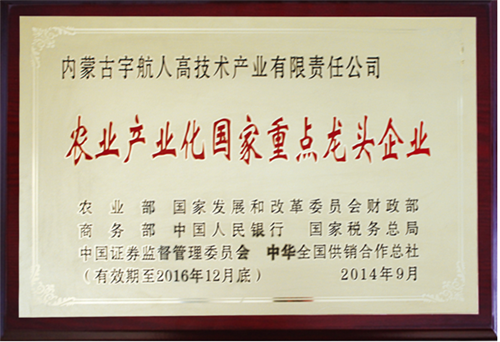 内蒙古宇航人高技术产业有限责任公司
农业产业化国家重点龙头企业
农业部 国家发展和改革委员会财政部
商务部 中国人民银行 国家税务总局
中国证券监督管理委员会 中华全国供销合作总社
(有效期至2016年12月底) 2014年9月